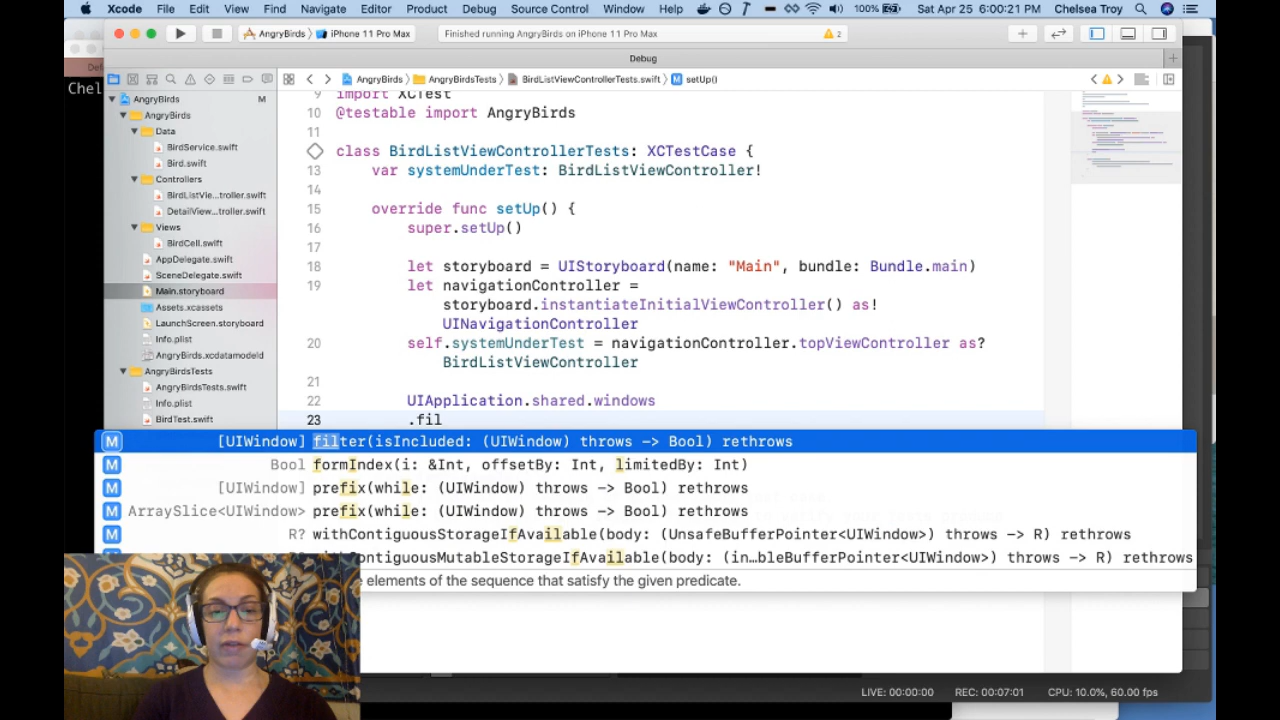 Xcode File Edit View Find Navigate Editor Product Debug Source Control Window Help 100% Sat Apr 25 6:00:21 PM Chelsea Troy
AngryBirds iPhone 11 Pro Max Finished running AngryBirds on iPhone 11 Pro Max 2
Debug
AngryBirds AngryBirdsTests BirdListViewControllerTests.swift M setUp()
Chel
AngryBirds M
AngryBirds
Data
BirdService.swift
Bird.swift
Controllers
BirdListVie...troller.swift
DetailView...troller.swift
Views
BirdCell.swift
AppDelegate.swift
SceneDelegate.swift
Main.storyboard
Assets.xcassets
LaunchScreen.storyboard
Info.plist
AngryBirds.xcdatamodeld
AngryBirdsTests
AngryBirdsTests.swift
Info.plist
BirdTest.swift
9 import XCTest
10 @testable import AngryBirds
11
class BirdListViewControllerTests: XCTestCase {
13 var systemUnderTest: BirdListViewController!
14
15 override func setUp() {
16 super.setUp()
17
18 let storyboard = UIStoryboard(name: "Main", bundle: Bundle.main)
19 let navigationController =
storyboard.instantiateInitialViewController() as!
UINavigationController
20 self.systemUnderTest = navigationController.topViewController as?
BirdListViewController
21
22 UIApplication.shared.windows
23 .fil
M [UIWindow] filter(isIncluded: (UIWindow) throws -> Bool) rethrows
M Bool formIndex(i: &Int, offsetBy: Int, limitedBy: Int)
M [UIWindow] prefix(while: (UIWindow) throws -> Bool) rethrows
M ArraySlice<UIWindow> prefix(while: (UIWindow) throws -> Bool) rethrows
M R? withContiguousStorageIfAvailable(body: (UnsafeBufferPointer<UIWindow>) throws -> R) rethrows
ContiguousMutableStorageIfAvailable(body: (in...bleBufferPointer<UIWindow>) throws -> R) rethrows
elements of the sequence that satisfy the given predicate.
LIVE: 00:00:00 REC: 00:07:01 CPU: 10.0%, 60.00 fps